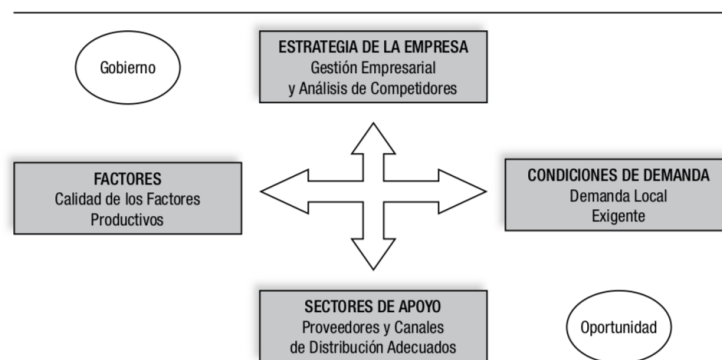 Gobierno
ESTRATEGIA DE LA EMPRESA
Gestión Empresarial
y Análisis de Competidores
FACTORES
Calidad de los Factores
Productivos
CONDICIONES DE DEMANDA
Demanda Local
Exigente
SECTORES DE APOYO
Proveedores y Canales
de Distribución Adecuados
Oportunidad